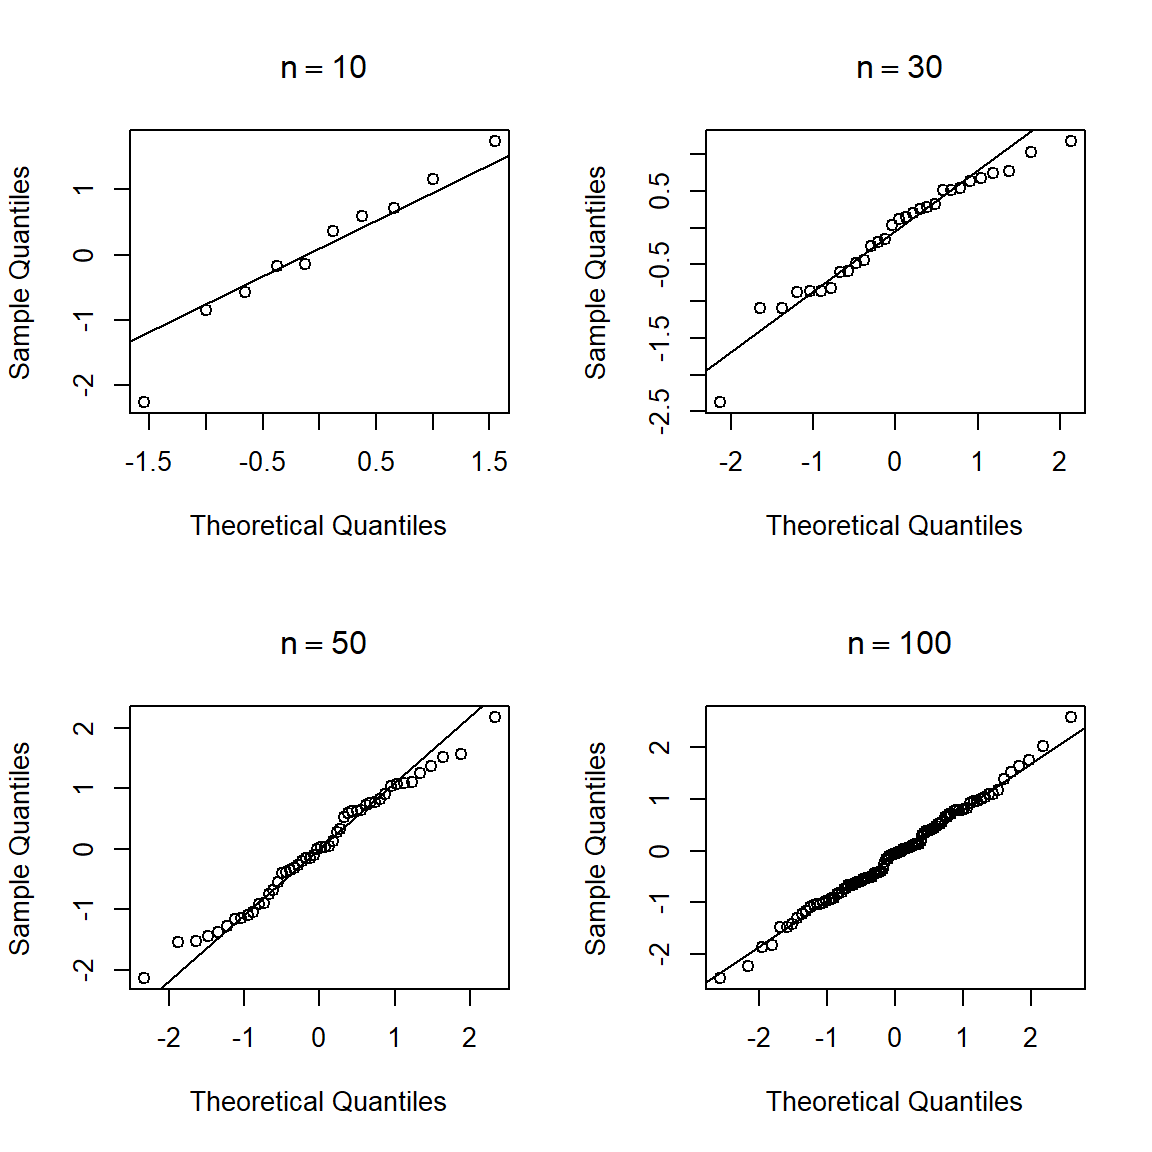 n = 10
Sample Quantiles
1
0
-1
-2
-1.5 -0.5 0.5 1.5
Theoretical Quantiles
n = 30
Sample Quantiles
0.5
-0.5
-1.5
-2.5
-2 -1 0 1 2
Theoretical Quantiles
n = 50
Sample Quantiles
2
1
0
-1
-2
-2 -1 0 1 2
Theoretical Quantiles
n = 100
Sample Quantiles
2
1
0
-1
-2
-2 -1 0 1 2
Theoretical Quantiles